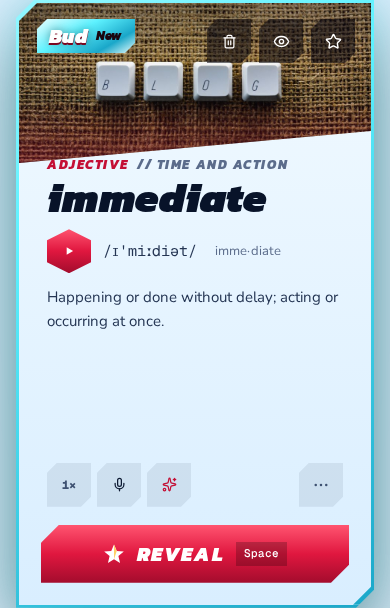 Bud New
B L O G
ADJECTIVE // TIME AND ACTION
immediate
/ɪˈmiːdiət/ imme·diate
Happening or done without delay; acting or
occurring at once.
1×
REVEAL Space